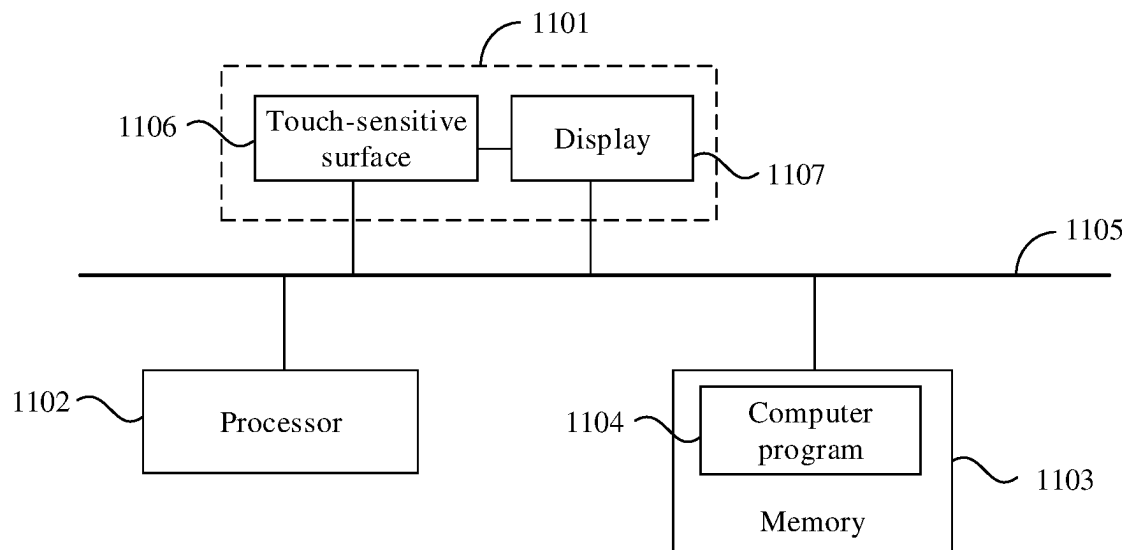 1101
Touch-sensitive
surface
Display
1106
1107
1105
1102
Processor
1104
Computer
program
1103
Memory